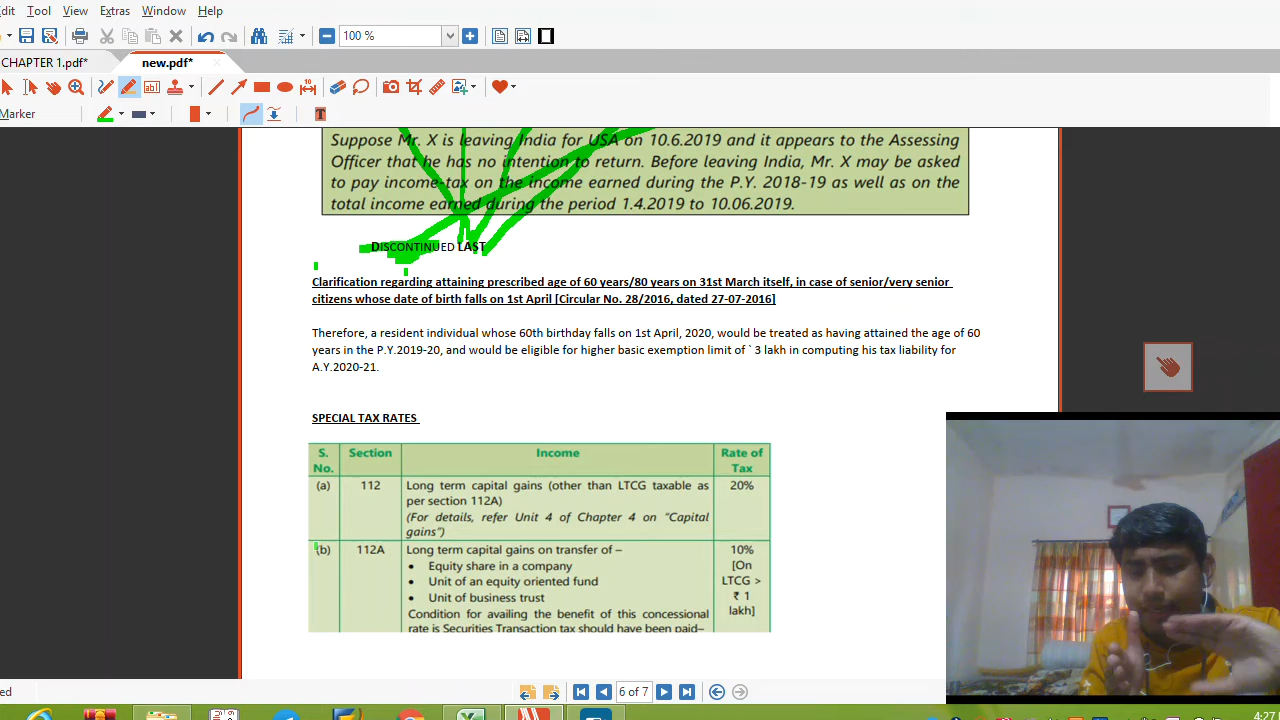 dit Tool View Extras Window Help
100 %
CHAPTER 1.pdf* new.pdf*
10
Marker
T
Suppose Mr. X is leaving India for USA on 10.6.2019 and it appears to the Assessing
Officer that he has no intention to return. Before leaving India, Mr. X may be asked
to pay income-tax on the income earned during the P.Y. 2018-19 as well as on the
total income earned during the period 1.4.2019 to 10.06.2019.
DISCONTINUED LAST
Clarification regarding attaining prescribed age of 60 years/80 years on 31st March itself, in case of senior/very senior
citizens whose date of birth falls on 1st April [Circular No. 28/2016, dated 27-07-2016]
Therefore, a resident individual whose 60th birthday falls on 1st April, 2020, would be treated as having attained the age of 60
years in the P.Y.2019-20, and would be eligible for higher basic exemption limit of ` 3 lakh in computing his tax liability for
A.Y.2020-21.
SPECIAL TAX RATES
S. No. Section Income Rate of Tax
(a) 112 Long term capital gains (other than LTCG taxable as 20%
per section 112A)
(For details, refer Unit 4 of Chapter 4 on "Capital
gains")
(b) 112A Long term capital gains on transfer of – 10%
• Equity share in a company [On
• Unit of an equity oriented fund LTCG >
• Unit of business trust ₹ 1
Condition for availing the benefit of this concessional lakh]
rate is Securities Transaction tax should have been paid–
ed
6 of 7
4:27